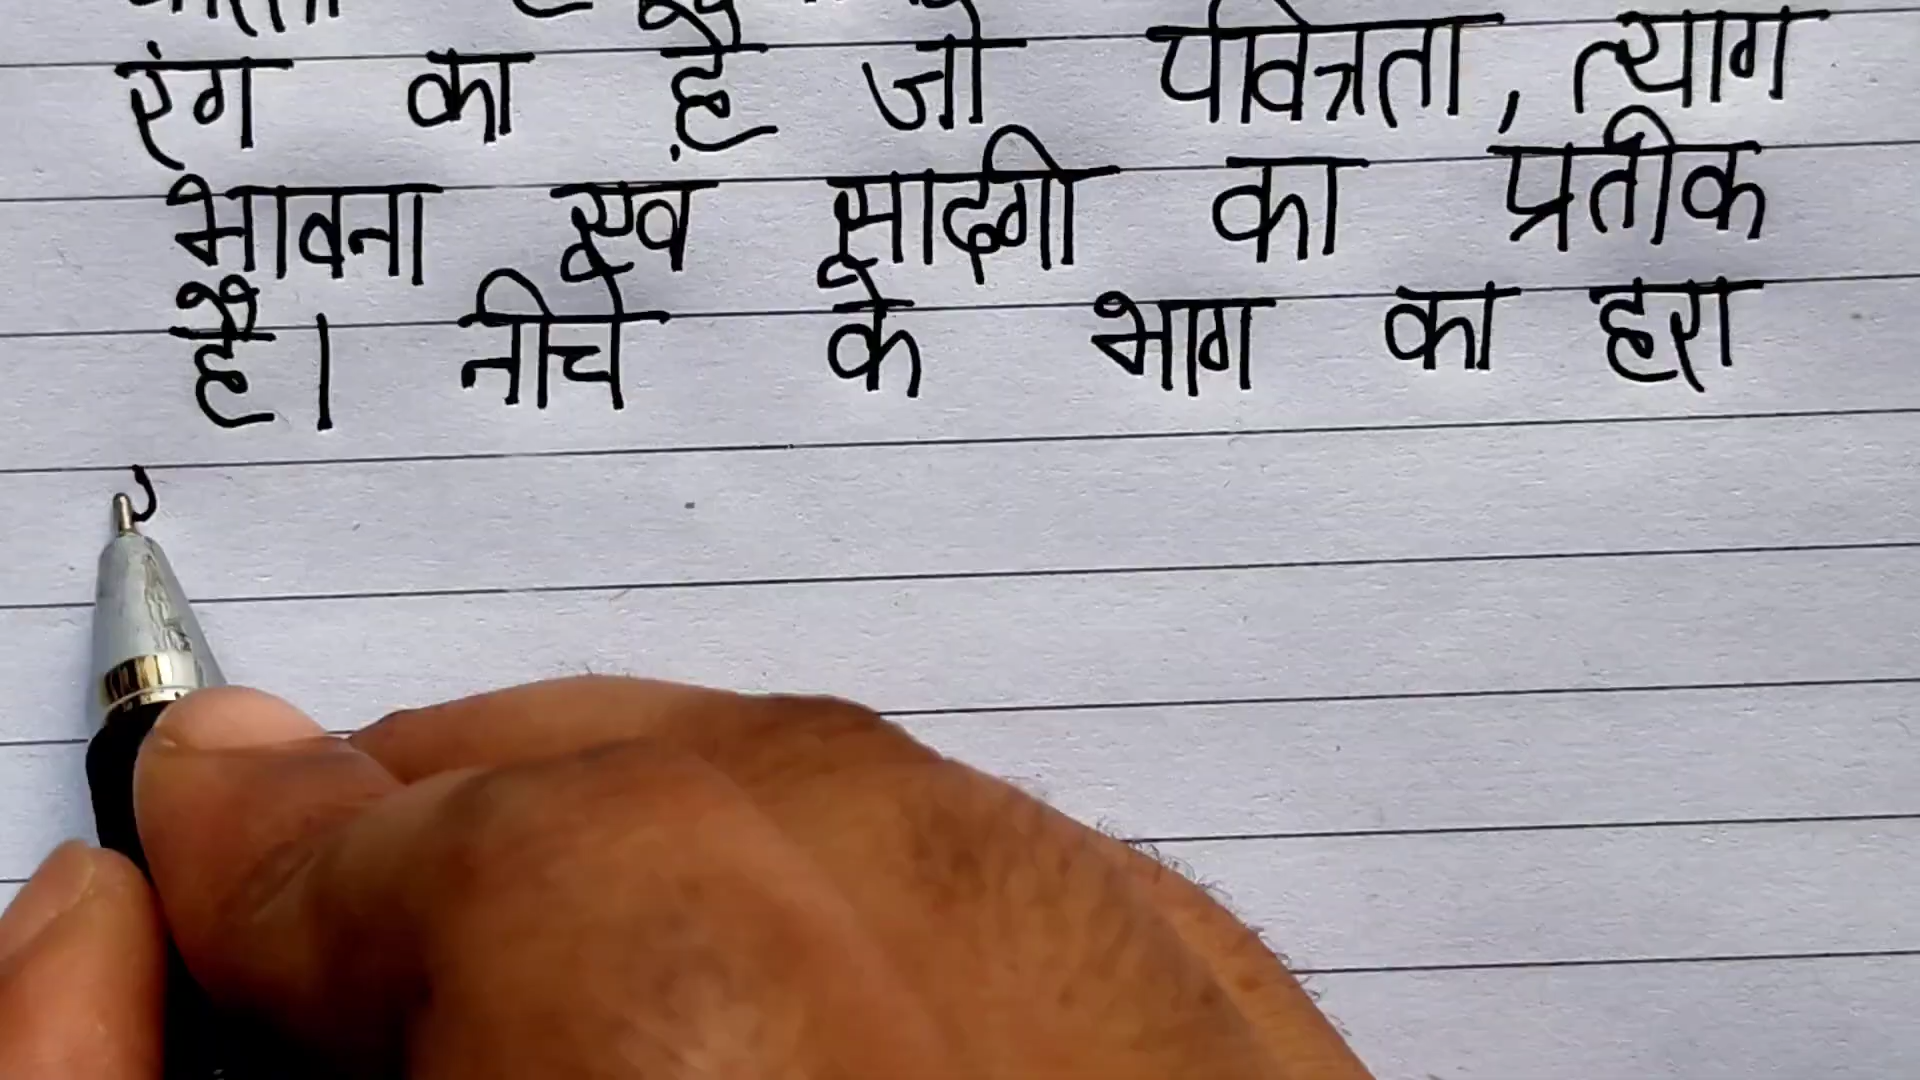 रंग का है जो पवित्रता, त्याग
भावना एवं सादगी का प्रतीक
है। नीचे के भाग का हरा